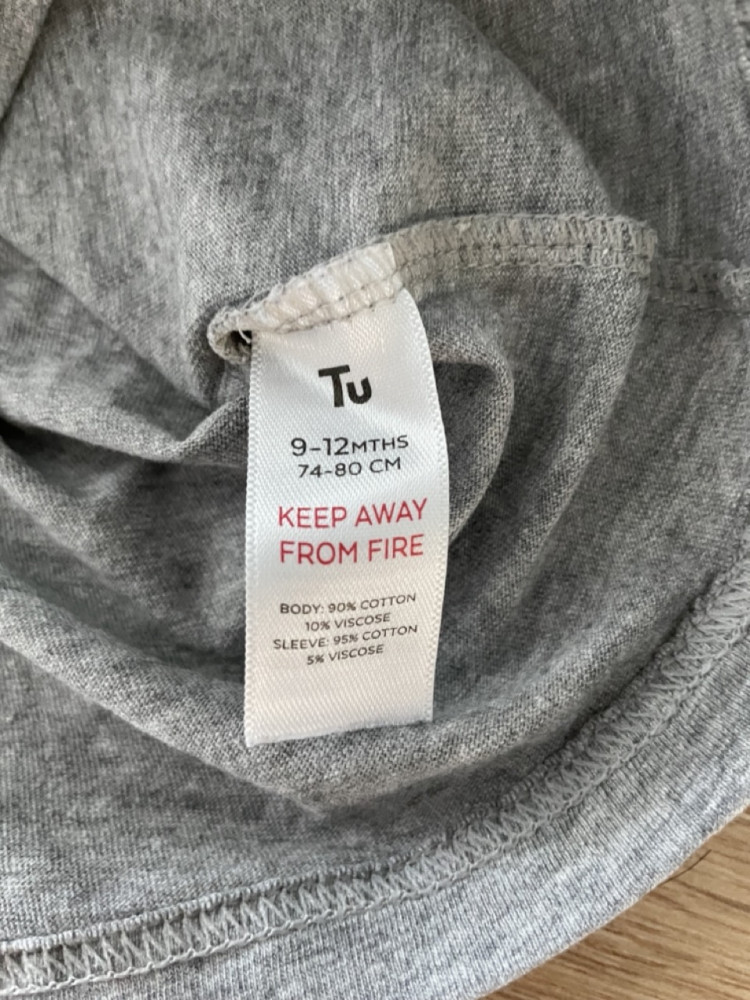 Tu
9-12MTHS
74-80 CM
KEEP AWAY
FROM FIRE
BODY: 90% COTTON
10% VISCOSE
SLEEVE: 95% COTTON
5% VISCOSE